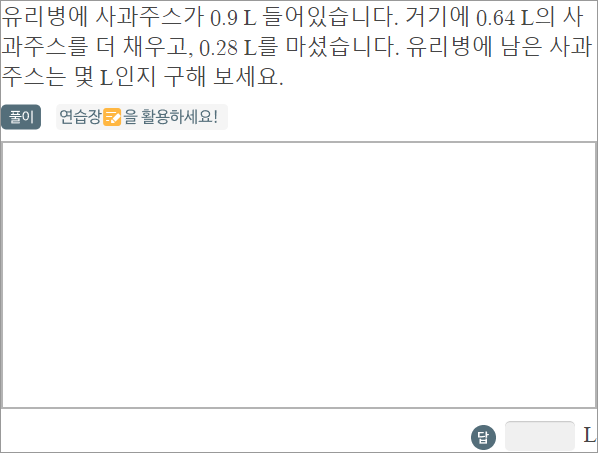 유리병에 사과주스가 0.9 L 들어있습니다. 거기에 0.64 L의 사
과주스를 더 채우고, 0.28 L를 마셨습니다. 유리병에 남은 사과
주스는 몇 L인지 구해 보세요.
풀이 연습장📝을 활용하세요!
답 L